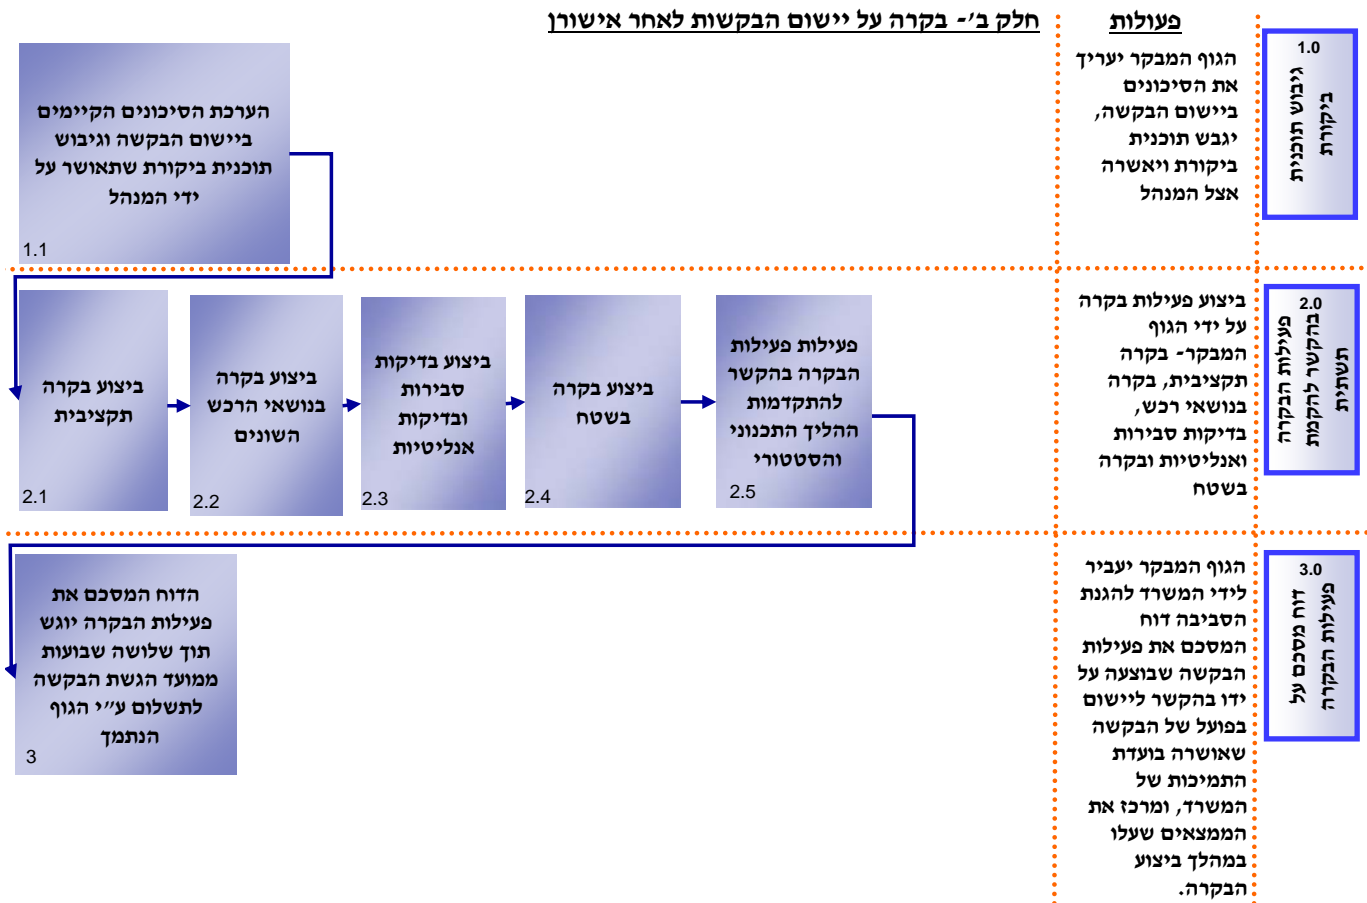 חלק ב'- בקרה על יישום הבקשות לאחר אישורן
פעולות
1.0
גיבוש תוכנית
ביקורת
הגוף המבקר יעריך
את הסיכונים
ביישום הבקשה,
יגבש תוכנית
ביקורת ויאשרה
אצל המנהל
הערכת הסיכונים הקיימים
ביישום הבקשה וגיבוש
תוכנית ביקורת שתאושר על
ידי המנהל
1.1
2.0
פעילות הבקרה
בהקשר להקמת
תשתית
ביצוע פעילות בקרה
על ידי הגוף
המבקר- בקרה
תקציבית, בקרה
בנושאי רכש,
בדיקות סבירות
ואנליטיות ובקרה
בשטח
ביצוע בקרה
תקציבית
2.1
ביצוע בקרה
בנושאי הרכש
השונים
2.2
ביצוע בדיקות
סבירות
ובדיקות
אנליטיות
2.3
ביצוע בקרה
בשטח
2.4
פעילות פעילות
הבקרה בהקשר
להתקדמות
ההליך התכנוני
והסטטורי
2.5
3.0
דוח מסכם על
פעילות הבקרה
הגוף המבקר יעביר
לידי המשרד להגנת
הסביבה דוח
המסכם את פעילות
הבקשה שבוצעה על
ידו בהקשר ליישום
בפועל של הבקשה
שאושרה בועדת
התמיכות של
המשרד, ומרכז את
הממצאים שעלו
במהלך ביצוע
הבקרה.
הדוח המסכם את
פעילות הבקרה יוגש
תוך שלושה שבועות
ממועד הגשת הבקשה
לתשלום ע״י הגוף
הנתמך
3